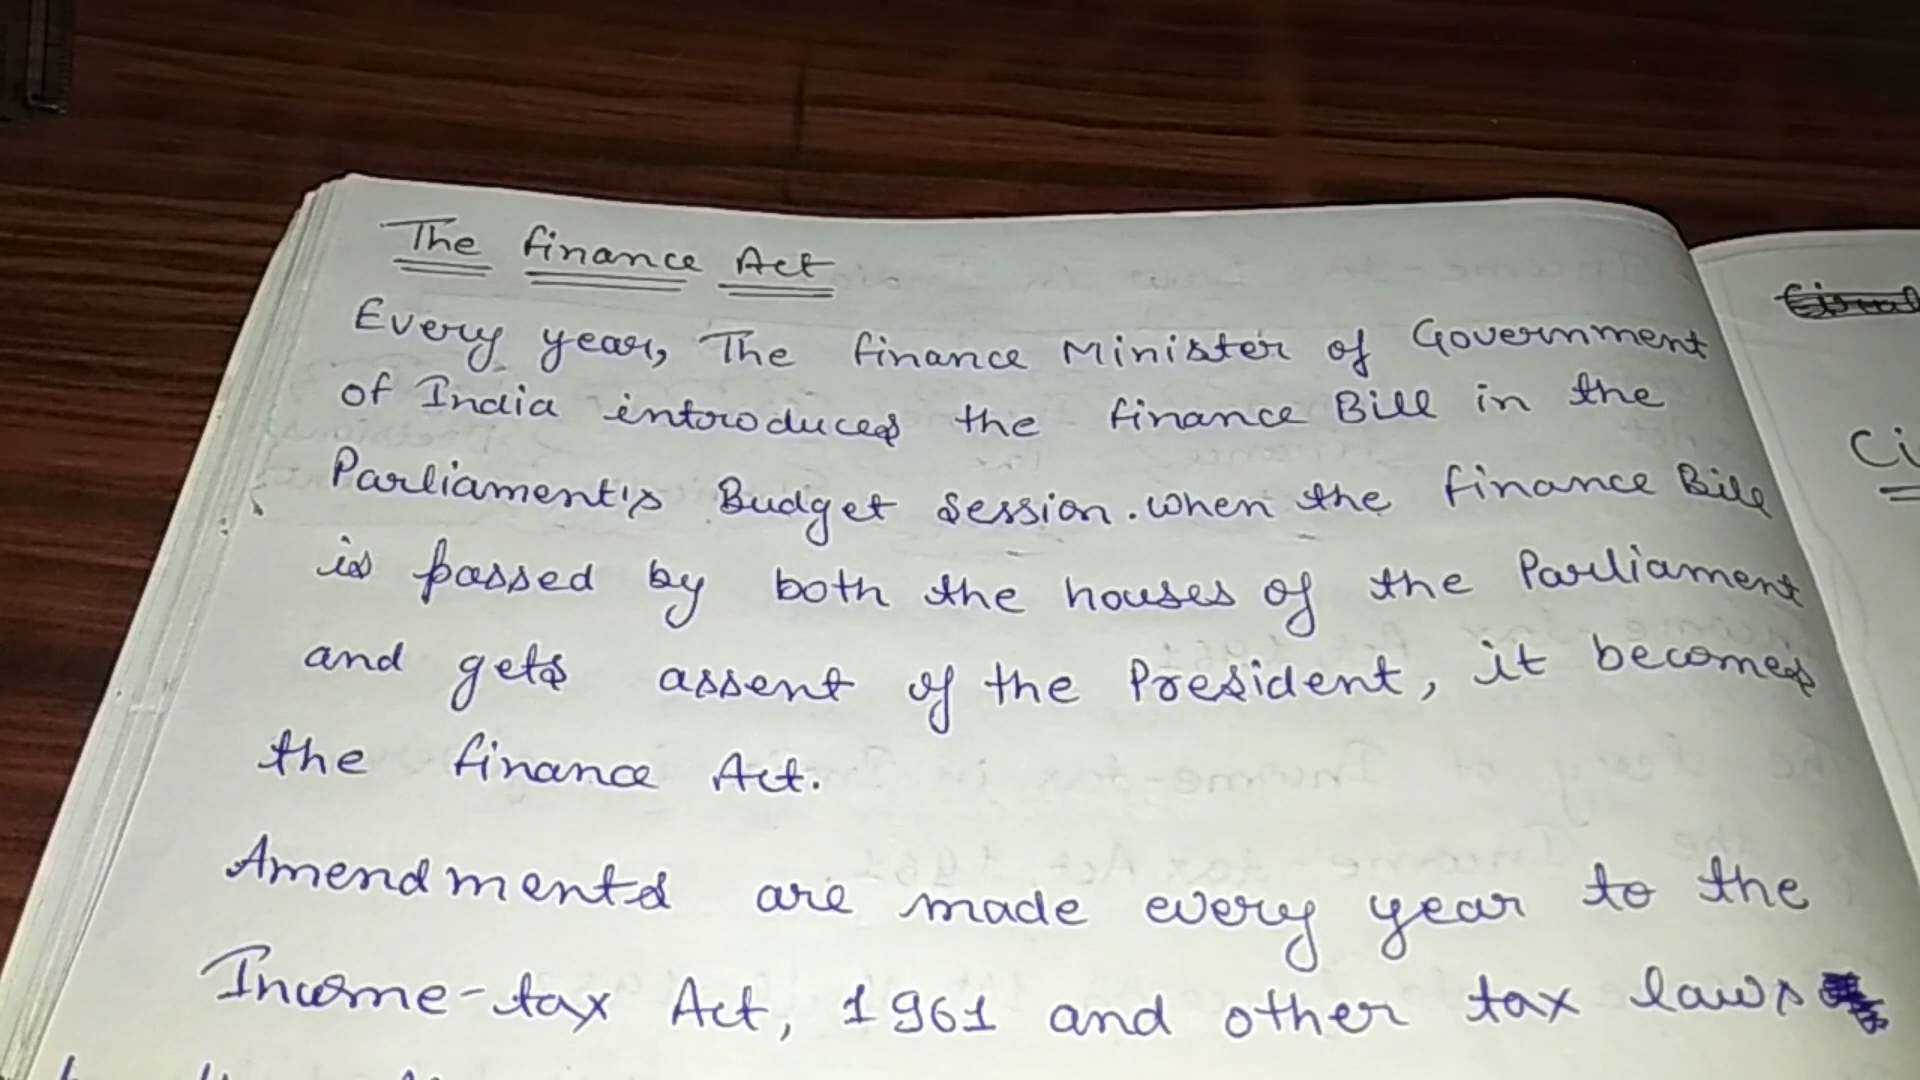 The finance Act
Every year, The finance Minister of Government
of India introduces the finance Bill in the
Parliament's Budget session. when the finance Bill
is passed by both the houses of the Parliament
and gets assent of the President, it becomes
the finance Act.
Amendments are made every year to the
Income-tax Act, 1961 and other tax laws
Ci